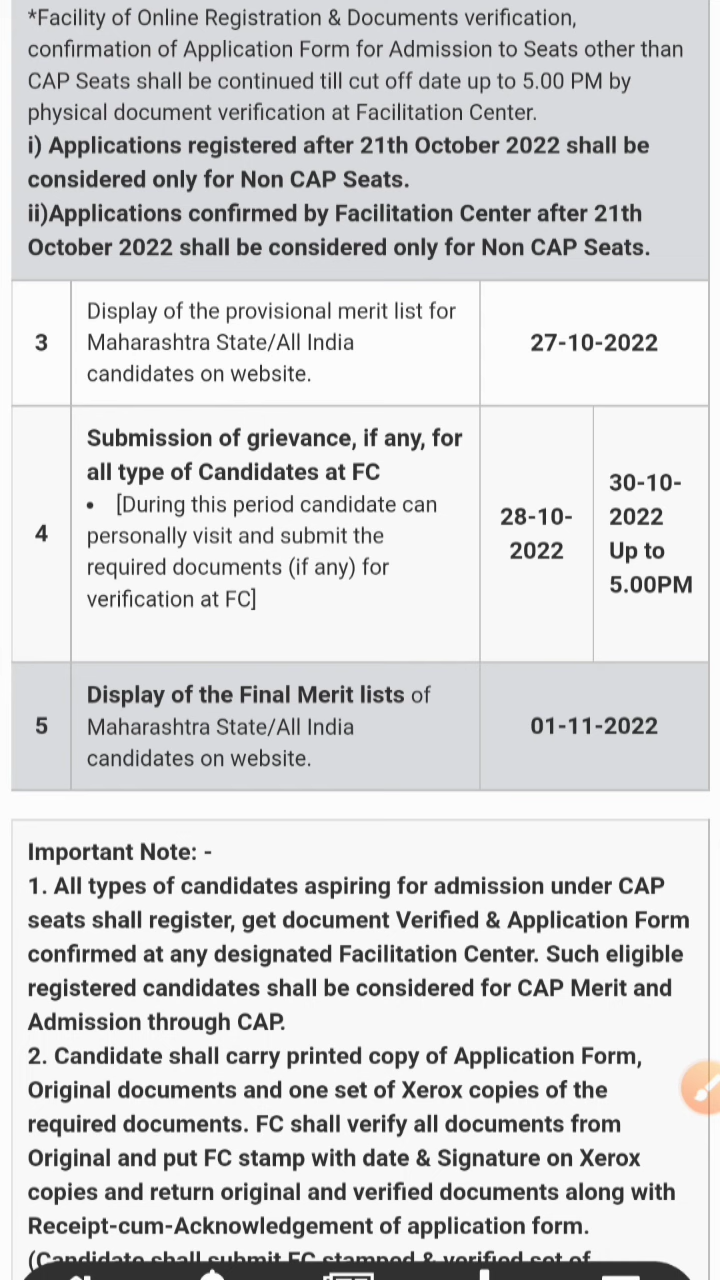 *Facility of Online Registration & Documents verification,
confirmation of Application Form for Admission to Seats other than
CAP Seats shall be continued till cut off date up to 5.00 PM by
physical document verification at Facilitation Center.
i) Applications registered after 21th October 2022 shall be
considered only for Non CAP Seats.
ii)Applications confirmed by Facilitation Center after 21th
October 2022 shall be considered only for Non CAP Seats.
3
Display of the provisional merit list for
Maharashtra State/All India
candidates on website.
27-10-2022
4
Submission of grievance, if any, for
all type of Candidates at FC
• [During this period candidate can
personally visit and submit the
required documents (if any) for
verification at FC]
28-10-
2022
30-10-
2022
Up to
5.00PM
5
Display of the Final Merit lists of
Maharashtra State/All India
candidates on website.
01-11-2022
Important Note: -
1. All types of candidates aspiring for admission under CAP
seats shall register, get document Verified & Application Form
confirmed at any designated Facilitation Center. Such eligible
registered candidates shall be considered for CAP Merit and
Admission through CAP.
2. Candidate shall carry printed copy of Application Form,
Original documents and one set of Xerox copies of the
required documents. FC shall verify all documents from
Original and put FC stamp with date & Signature on Xerox
copies and return original and verified documents along with
Receipt-cum-Acknowledgement of application form.
(Candidate shall submit FC stamped & verified set of